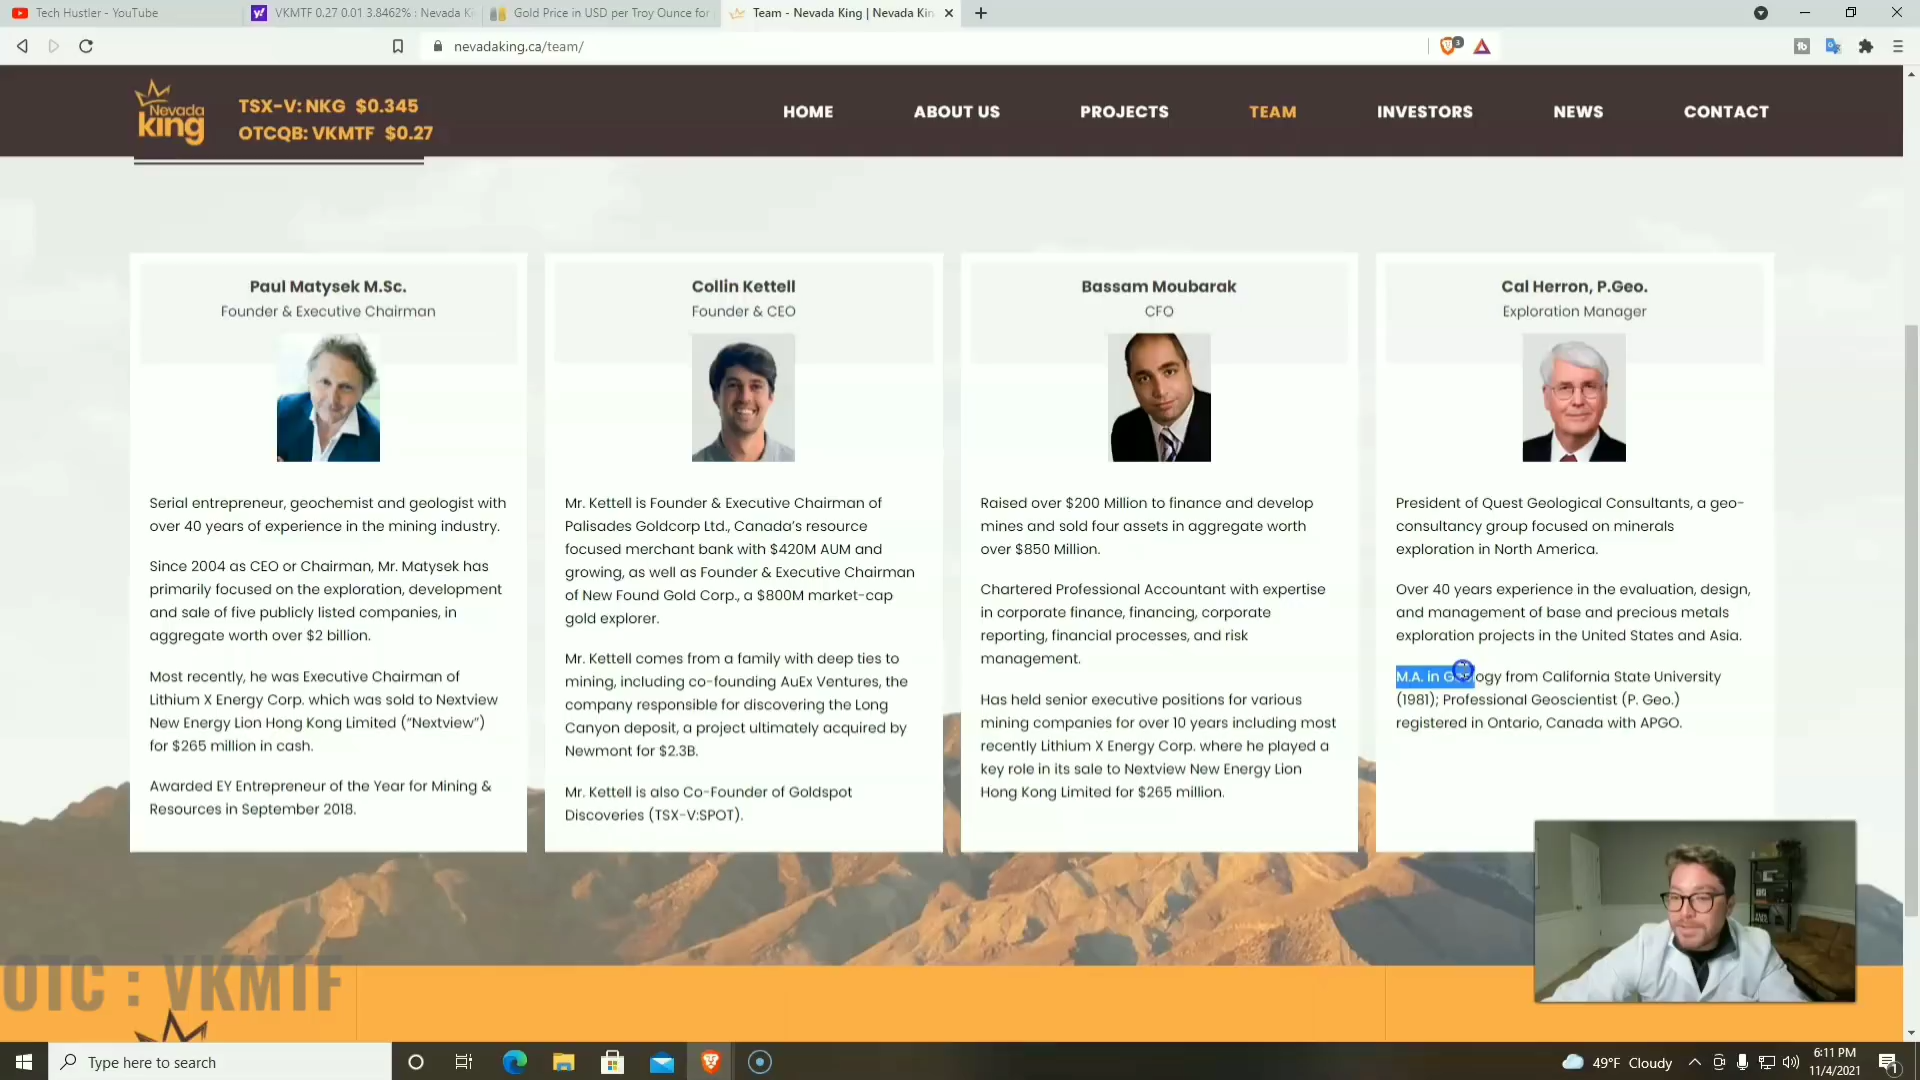 Tech Hustler - YouTube
VKMTF 0.27 0.01 3.8462% : Nevada Ki
Gold Price in USD per Troy Ounce for
Team - Nevada King | Nevada Kin
nevadaking.ca/team/
3
Nevada
king
TSX-V: NKG $0.345
OTCQB: VKMTF $0.27
HOME
ABOUT US
PROJECTS
TEAM
INVESTORS
NEWS
CONTACT
Paul Matysek M.Sc.
Founder & Executive Chairman
Serial entrepreneur, geochemist and geologist with
over 40 years of experience in the mining industry.
Since 2004 as CEO or Chairman, Mr. Matysek has
primarily focused on the exploration, development
and sale of five publicly listed companies, in
aggregate worth over $2 billion.
Most recently, he was Executive Chairman of
Lithium X Energy Corp. which was sold to Nextview
New Energy Lion Hong Kong Limited (“Nextview”)
for $265 million in cash.
Awarded EY Entrepreneur of the Year for Mining &
Resources in September 2018.
Collin Kettell
Founder & CEO
Mr. Kettell is Founder & Executive Chairman of
Palisades Goldcorp Ltd., Canada’s resource
focused merchant bank with $420M AUM and
growing, as well as Founder & Executive Chairman
of New Found Gold Corp., a $800M market-cap
gold explorer.
Mr. Kettell comes from a family with deep ties to
mining, including co-founding AuEx Ventures, the
company responsible for discovering the Long
Canyon deposit, a project ultimately acquired by
Newmont for $2.3B.
Mr. Kettell is also Co-Founder of Goldspot
Discoveries (TSX-V:SPOT).
Bassam Moubarak
CFO
Raised over $200 Million to finance and develop
mines and sold four assets in aggregate worth
over $850 Million.
Chartered Professional Accountant with expertise
in corporate finance, financing, corporate
reporting, financial processes, and risk
management.
Has held senior executive positions for various
mining companies for over 10 years including most
recently Lithium X Energy Corp. where he played a
key role in its sale to Nextview New Energy Lion
Hong Kong Limited for $265 million.
Cal Herron, P.Geo.
Exploration Manager
President of Quest Geological Consultants, a geo-
consultancy group focused on minerals
exploration in North America.
Over 40 years experience in the evaluation, design,
and management of base and precious metals
exploration projects in the United States and Asia.
M.A. in Geology from California State University
(1981); Professional Geoscientist (P. Geo.)
registered in Ontario, Canada with APGO.
OTC : VKMTF
Type here to search
49°F Cloudy
6:11 PM
11/4/2021
1